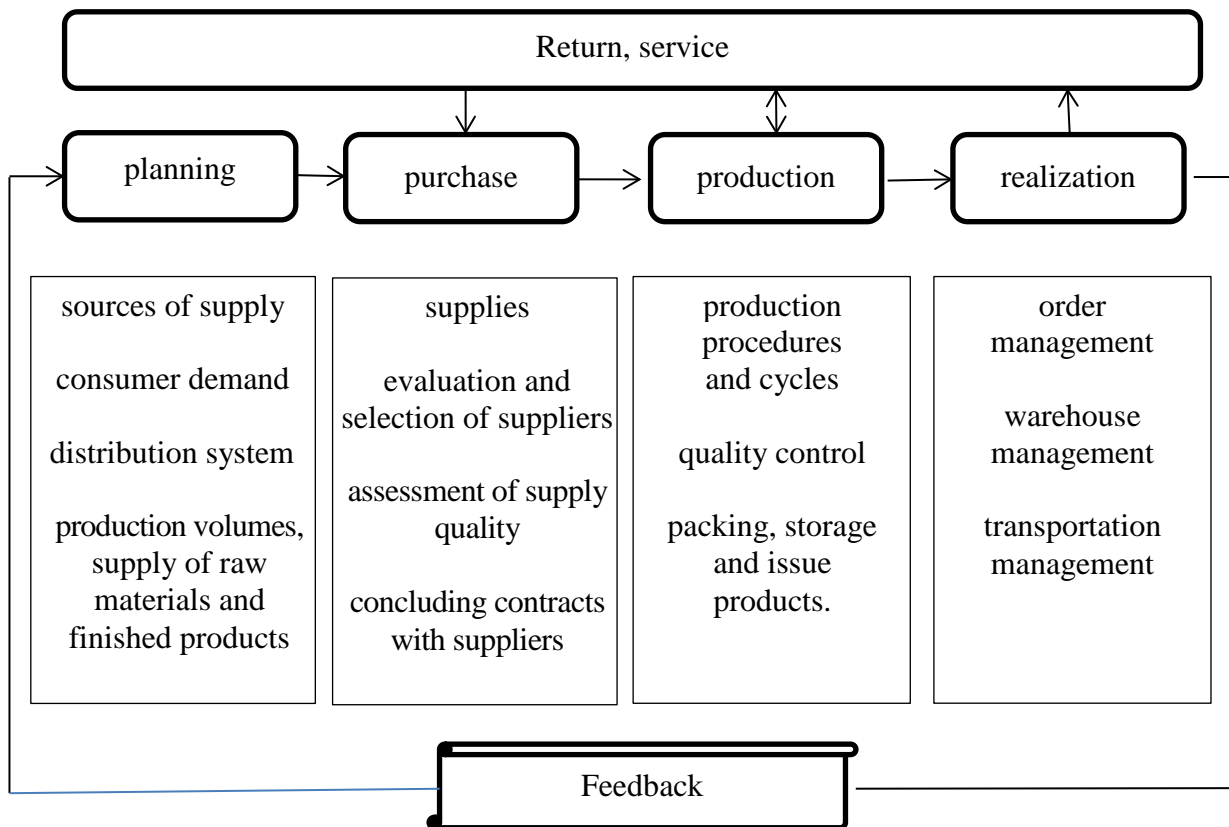 Return, service
planning
purchase
production
realization
sources of supply
consumer demand
distribution system
production volumes,
supply of raw
materials and
finished products
supplies
evaluation and
selection of suppliers
assessment of supply
quality
concluding contracts
with suppliers
production
procedures
and cycles
quality control
packing, storage
and issue
products.
order
management
warehouse
management
transportation
management
Feedback